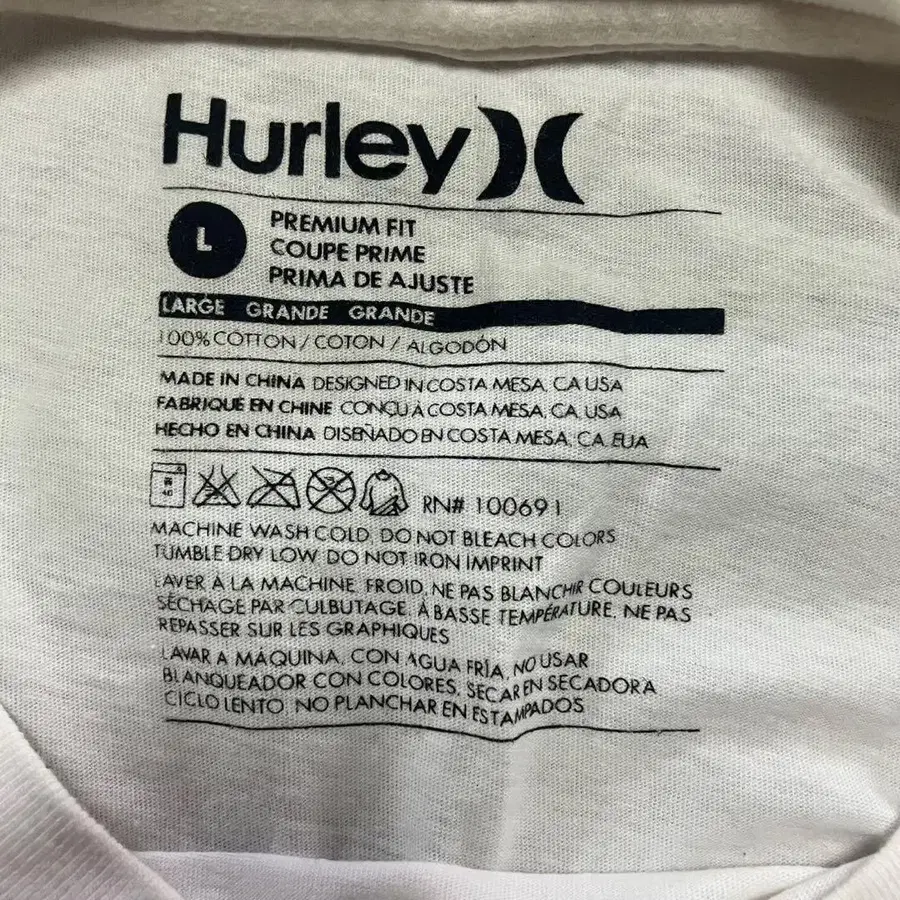 Hurley
L
PREMIUM FIT
COUPE PRIME
PRIMA DE AJUSTE
LARGE GRANDE GRANDE
100% COTTON / COTON / ALGODÓN
MADE IN CHINA DESIGNED IN COSTA MESA, CA USA
FABRIQUÉ EN CHINE CONÇU À COSTA MESA, CA, USA
HECHO EN CHINA DISEÑADO EN COSTA MESA, CA, EUA
40
RN# 100691
MACHINE WASH COLD. DO NOT BLEACH COLORS
TUMBLE DRY LOW. DO NOT IRON IMPRINT
LAVER À LA MACHINE, FROID, NE PAS BLANCHIR COULEURS
SÉCHAGE PAR CULBUTAGE, À BASSE TEMPÉRATURE, NE PAS
REPASSER SUR LES GRAPHIQUES
LAVAR A MÁQUINA, CON AGUA FRÍA, NO USAR
BLANQUEADOR CON COLORES, SECAR EN SECADORA
CICLO LENTO, NO PLANCHAR EN ESTAMPADOS